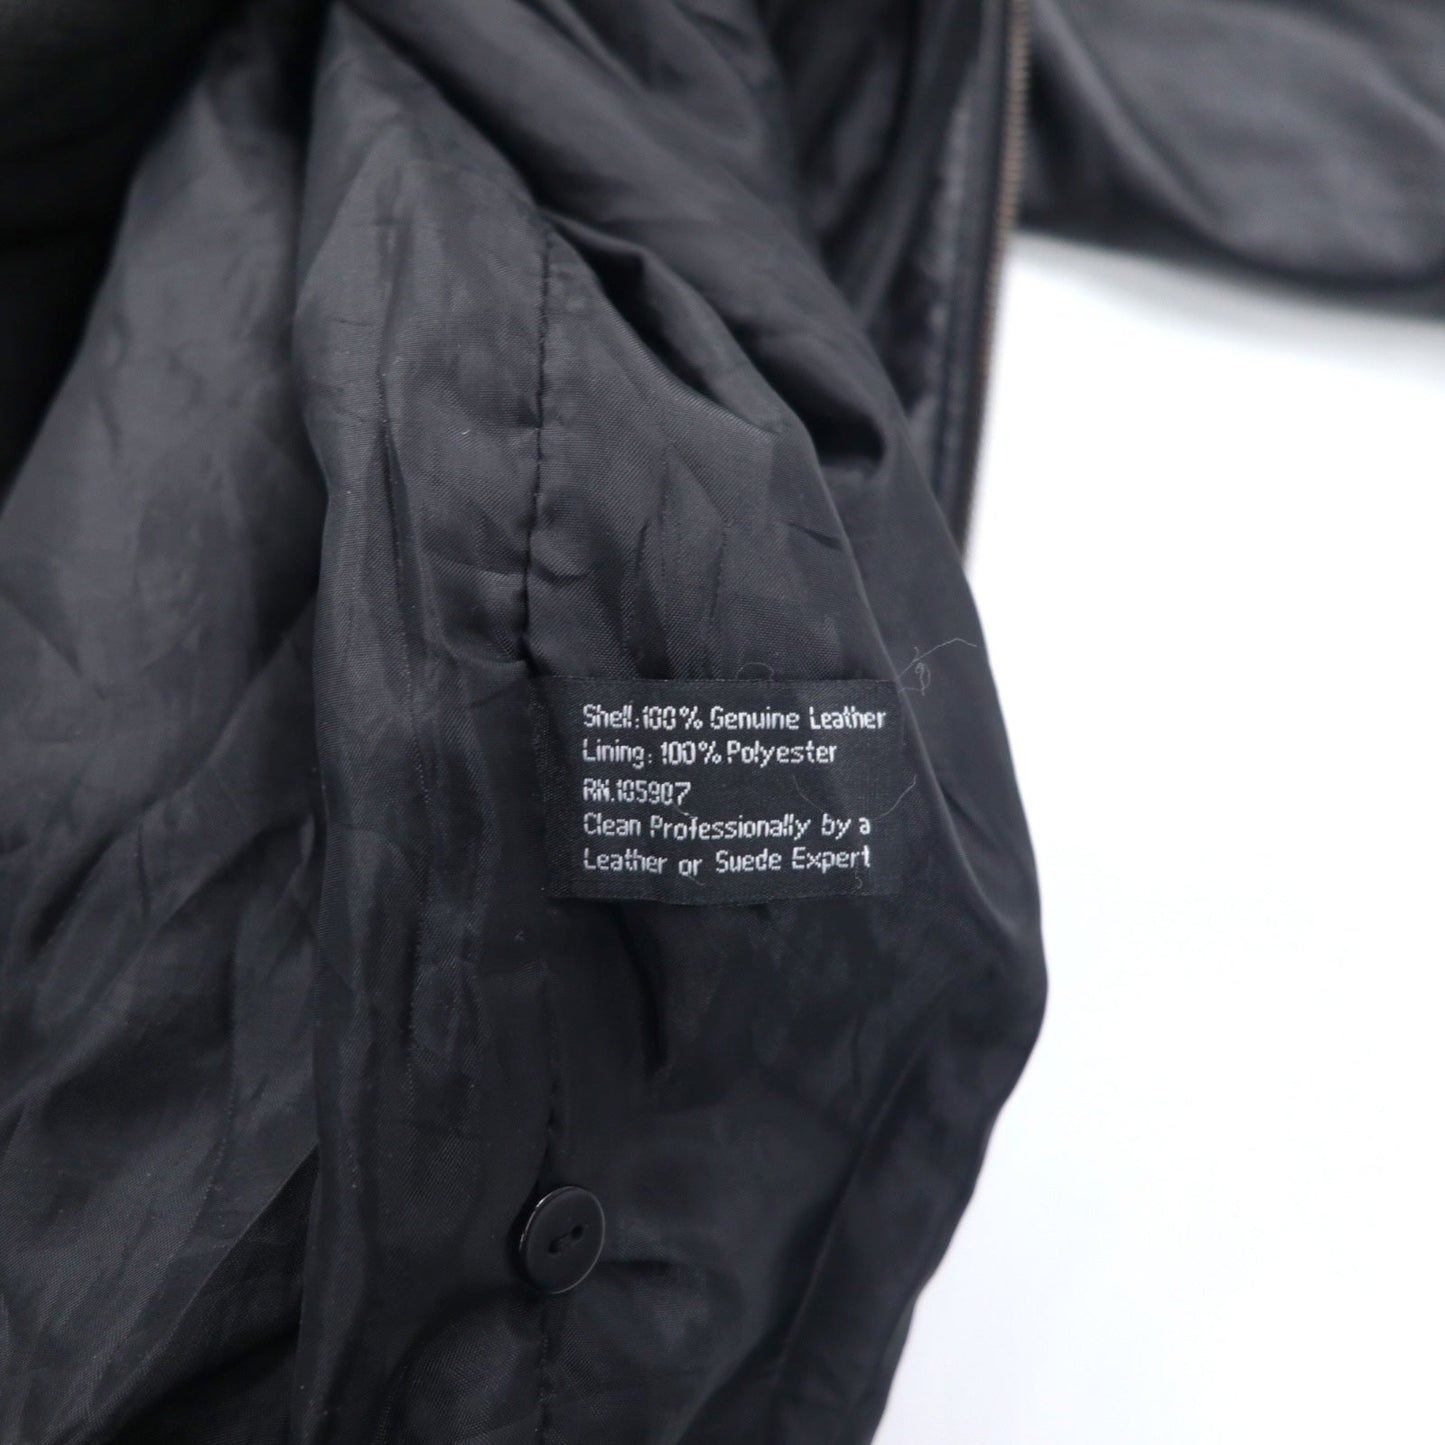 Shell:100% Genuine Leather
Lining: 100% Polyester
RN.105907
Clean Professionally by a
Leather or Suede Expert